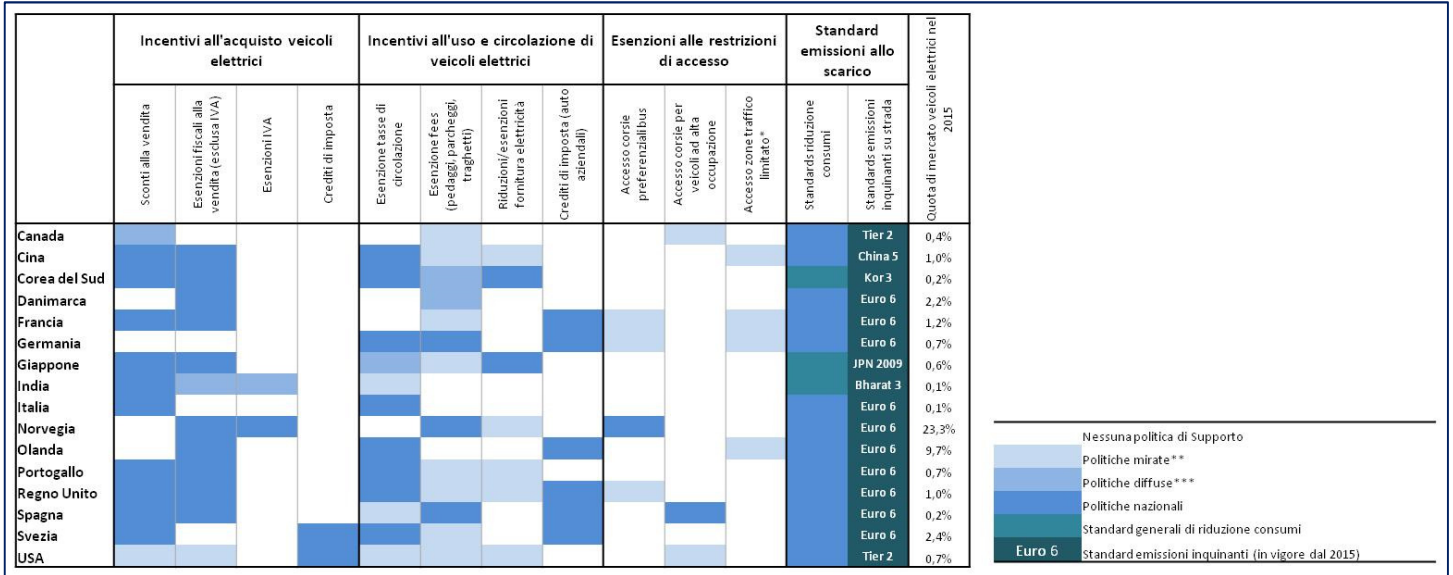 Incentivi all'acquisto veicoli elettrici
Incentivi all'uso e circolazione di veicoli elettrici
Esenzioni alle restrizioni di accesso
Standard emissioni allo scarico
Quota di mercato veicoli elettrici nel 2015
Sconti alla vendita
Esenzioni fiscali alla vendita (esclusa IVA)
Esenzioni IVA
Crediti di imposta
Esenzione tasse di circolazione
Esenzione fees (pedaggi, parcheggi, traghetti)
Riduzioni/esenzioni fornitura elettricità
Crediti di imposta (auto aziendali)
Accesso corsie preferenziali bus
Accesso corsie per veicoli ad alta occupazione
Accesso zone traffico limitato*
Standards riduzione consumi
Standards emissioni inquinanti su strada
Canada Tier 2 0,4%
Cina China 5 1,0%
Corea del Sud Kor 3 0,2%
Danimarca Euro 6 2,2%
Francia Euro 6 1,2%
Germania Euro 6 0,7%
Giappone JPN 2009 0,6%
India Bharat 3 0,1%
Italia Euro 6 0,1%
Norvegia Euro 6 23,3%
Olanda Euro 6 9,7%
Portogallo Euro 6 0,7%
Regno Unito Euro 6 1,0%
Spagna Euro 6 0,2%
Svezia Euro 6 2,4%
USA Tier 2 0,7%
Nessuna politica di Supporto
Politiche mirate**
Politiche diffuse***
Politiche nazionali
Standard generali di riduzione consumi
Euro 6 Standard emissioni inquinanti (in vigore dal 2015)